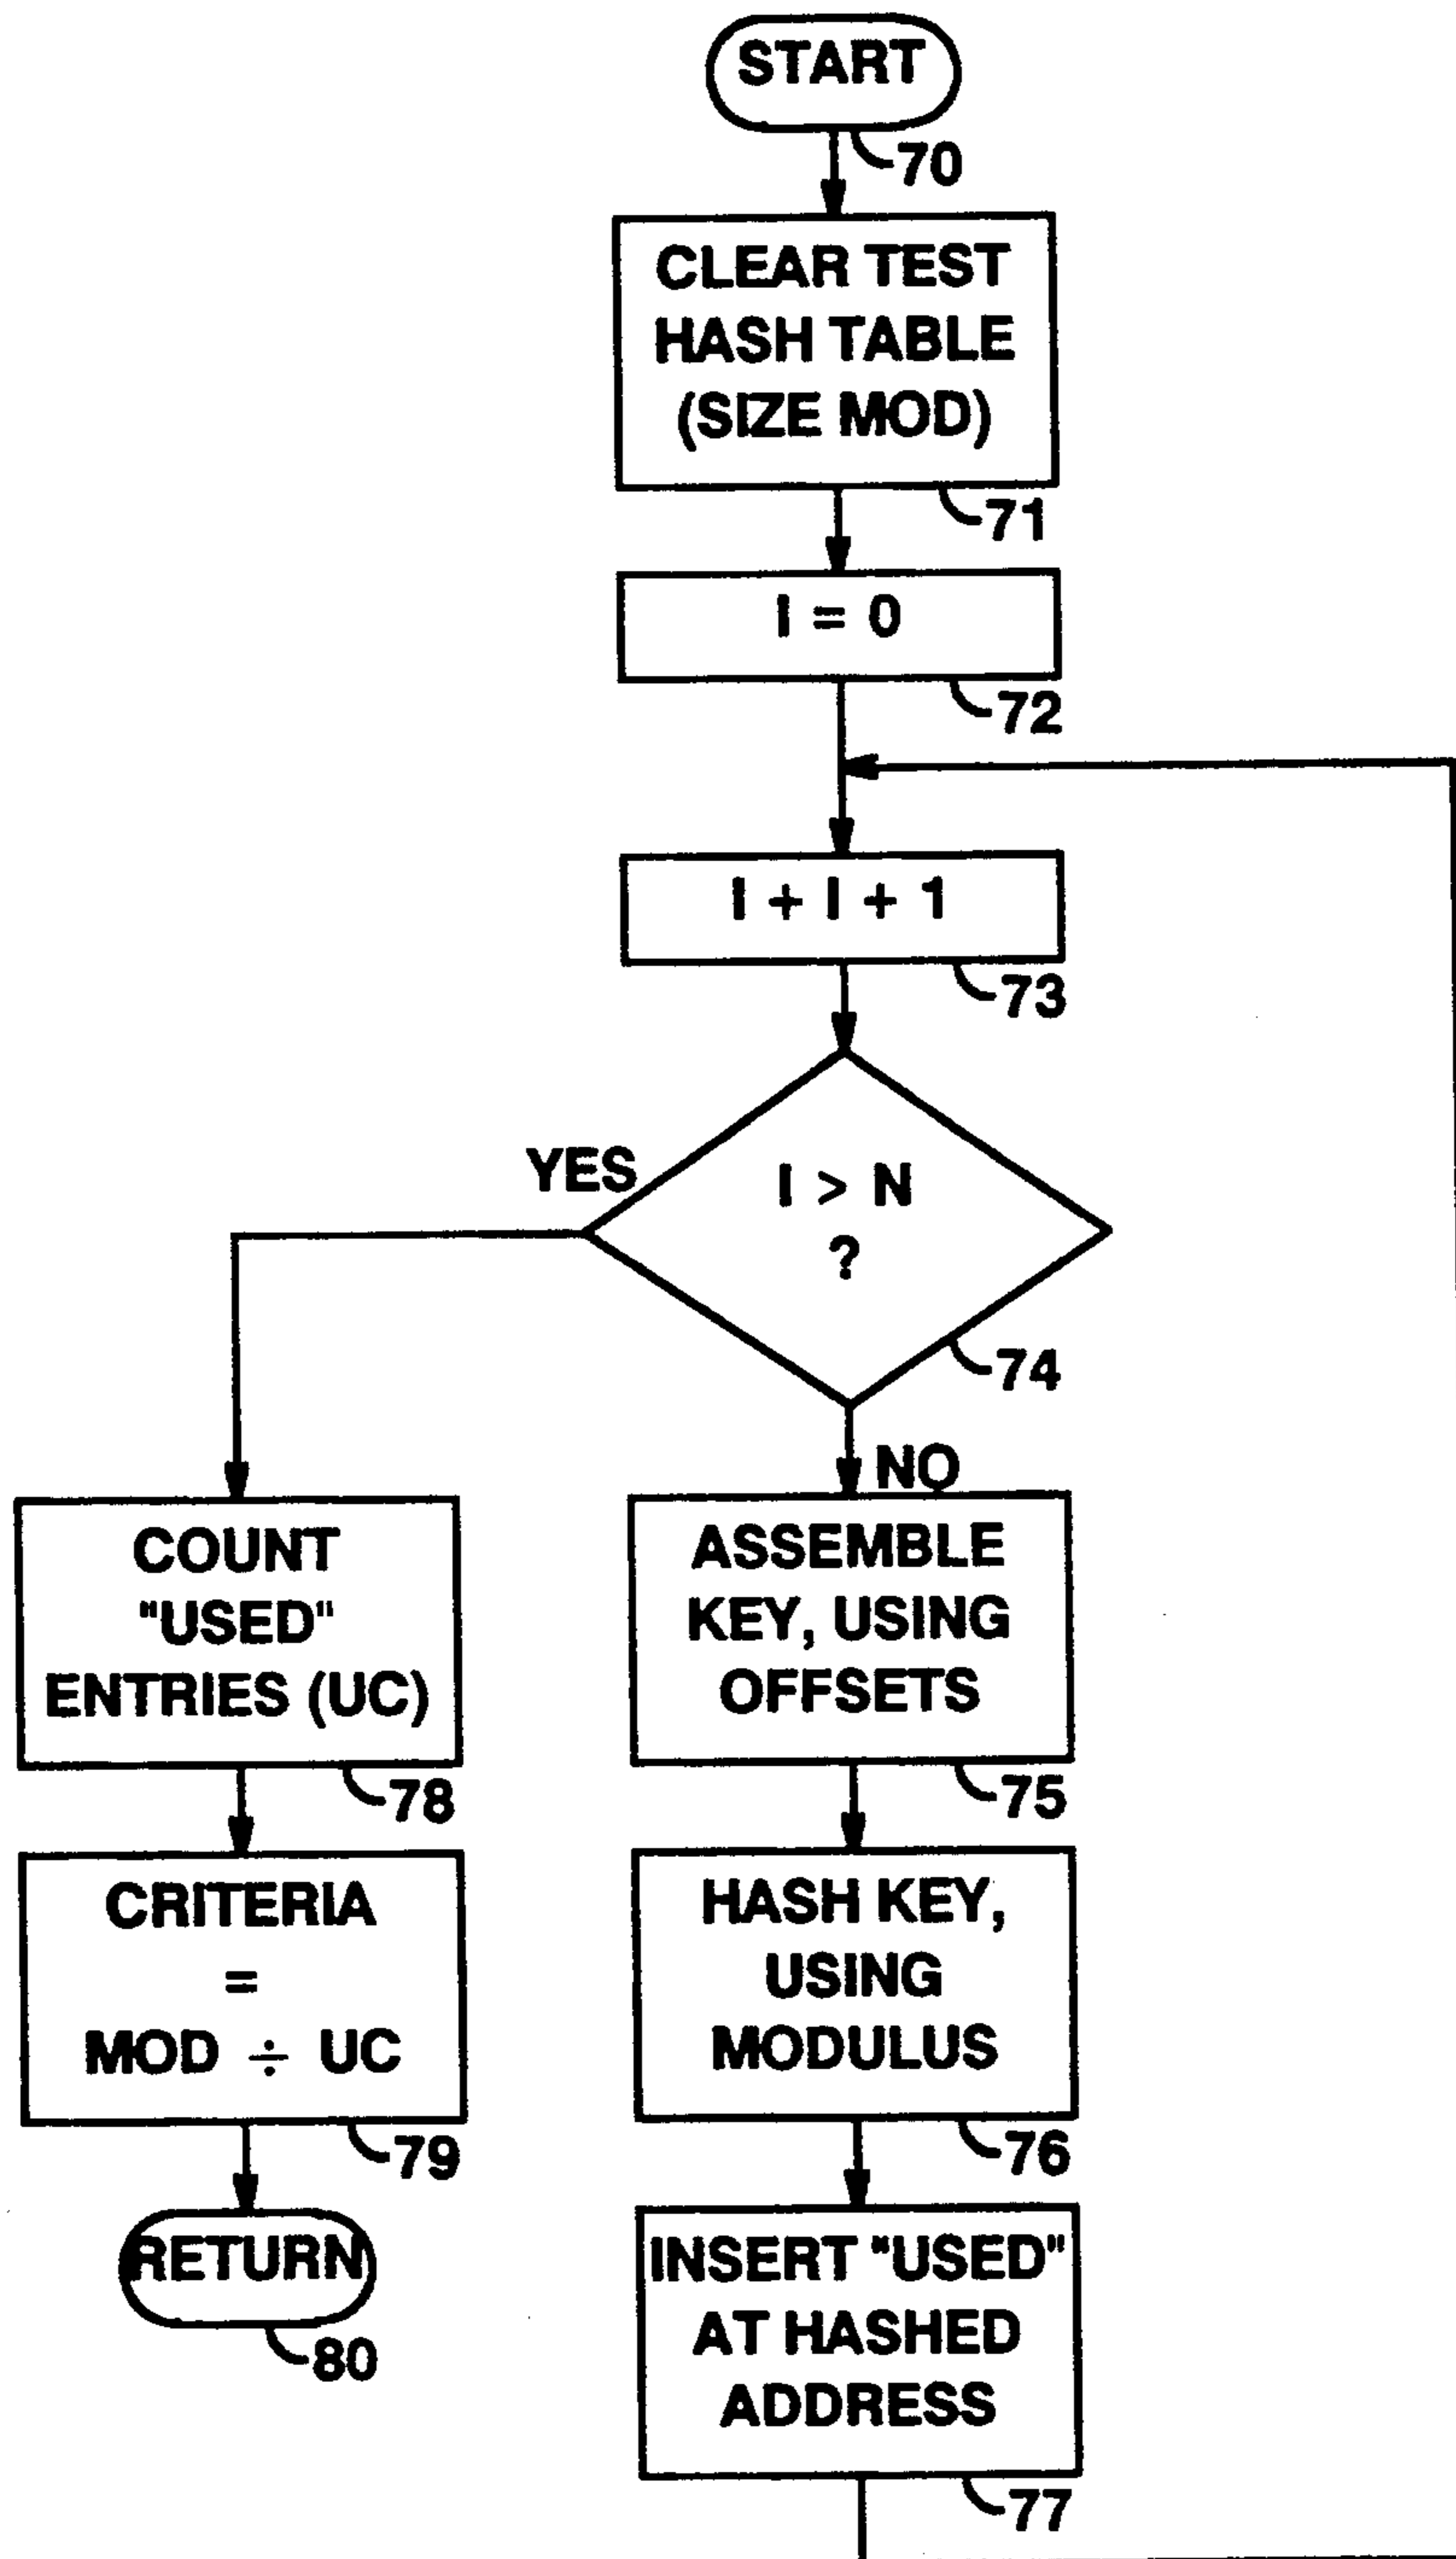 START
70
CLEAR TEST
HASH TABLE
(SIZE MOD)
71
I = 0
72
I + I + 1
73
I > N
?
YES
74
NO
ASSEMBLE
KEY, USING
OFFSETS
75
HASH KEY,
USING
MODULUS
76
INSERT "USED"
AT HASHED
ADDRESS
77
COUNT
"USED"
ENTRIES (UC)
78
CRITERIA
=
MOD ÷ UC
79
RETURN
80